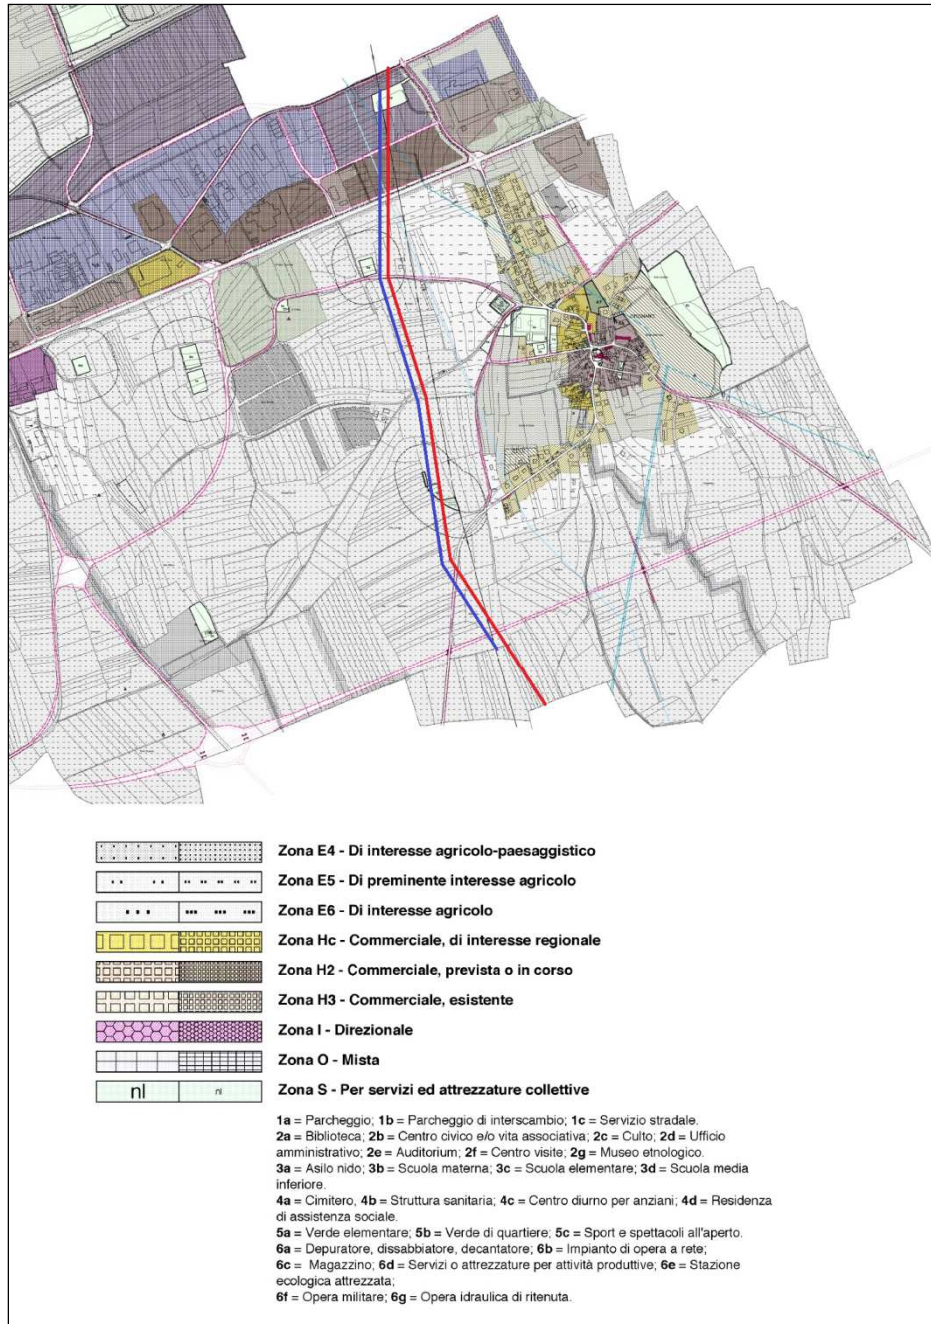 Zona E4 - Di interesse agricolo-paesaggistico
Zona E5 - Di preminente interesse agricolo
Zona E6 - Di interesse agricolo
Zona Hc - Commerciale, di interesse regionale
Zona H2 - Commerciale, prevista o in corso
Zona H3 - Commerciale, esistente
Zona I - Direzionale
Zona O - Mista
nl nl Zona S - Per servizi ed attrezzature collettive
1a = Parcheggio; 1b = Parcheggio di interscambio; 1c = Servizio stradale.
2a = Biblioteca; 2b = Centro civico e/o vita associativa; 2c = Culto; 2d = Ufficio
amministrativo; 2e = Auditorium; 2f = Centro visite; 2g = Museo etnologico.
3a = Asilo nido; 3b = Scuola materna; 3c = Scuola elementare; 3d = Scuola media
inferiore.
4a = Cimitero, 4b = Struttura sanitaria; 4c = Centro diurno per anziani; 4d = Residenza
di assistenza sociale.
5a = Verde elementare; 5b = Verde di quartiere; 5c = Sport e spettacoli all'aperto.
6a = Depuratore, dissabbiatore, decantatore; 6b = Impianto di opera a rete;
6c = Magazzino; 6d = Servizi o attrezzature per attività produttive; 6e = Stazione
ecologica attrezzata;
6f = Opera militare; 6g = Opera idraulica di ritenuta.